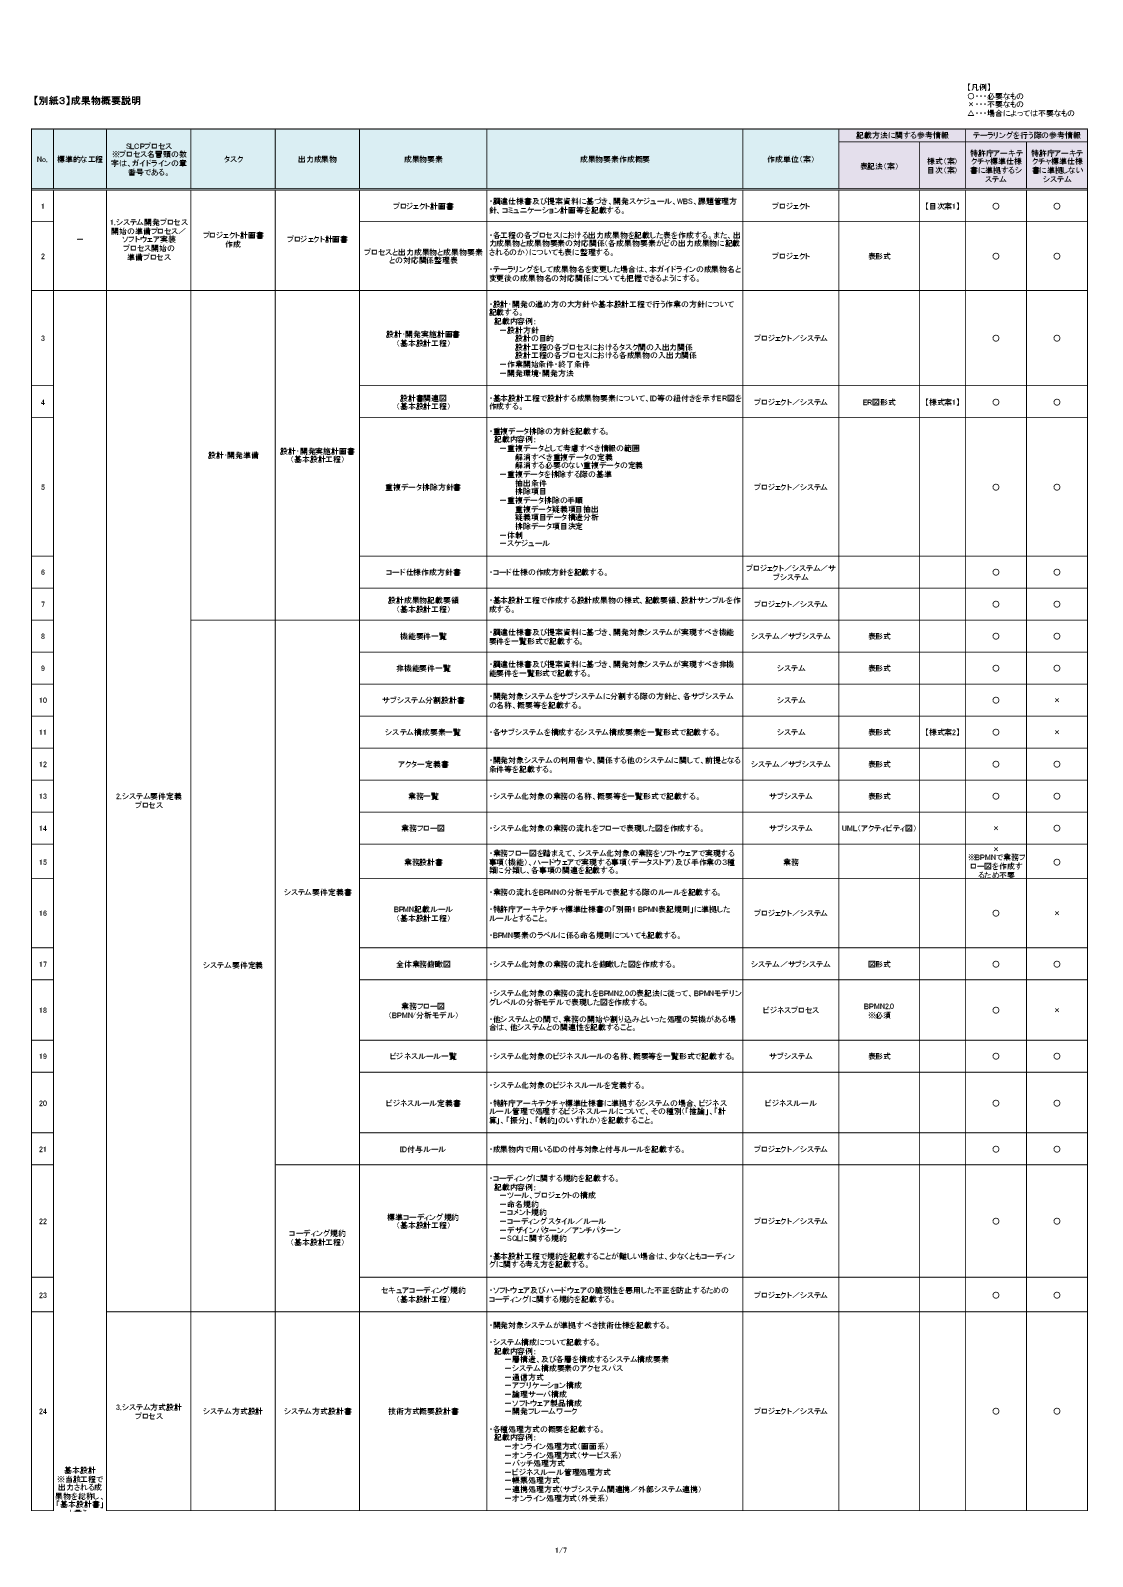 【別紙3】成果物概要説明
【凡例】
○・・・必要なもの
×・・・不要なもの
△・・・場合によっては不要なもの
No.
標準的な工程
SLCPプロセス
※プロセス名冒頭の数
字は、ガイドラインの章
番号である。
タスク
出力成果物
成果物要素
成果物要素作成概要
作成単位（案）
記載方法に関する参考情報
表記法（案）
様式（案）
目次（案）
テーラリングを行う際の参考情報
特許庁アーキテ
クチャ標準仕様
書に準拠するシ
ステム
特許庁アーキテ
クチャ標準仕様
書に準拠しない
システム
－
1.システム開発プロセス
開始の準備プロセス／
ソフトウェア実装
プロセス開始の
準備プロセス
プロジェクト計画書
作成
プロジェクト計画書
1
プロジェクト計画書
・調達仕様書及び提案資料に基づき、開発スケジュール、WBS、課題管理方
針、コミュニケーション計画等を記載する。
プロジェクト
【目次案1】
○
○
2
プロセスと出力成果物と成果物要素
との対応関係整理表
・各工程の各プロセスにおける出力成果物を記載した表を作成する。また、出
力成果物と成果物要素の対応関係（各成果物要素がどの出力成果物に記載
されるのか）についても表に整理する。
・テーラリングをして成果物名を変更した場合は、本ガイドラインの成果物名と
変更後の成果物名の対応関係についても把握できるようにする。
プロジェクト
表形式
○
○
2.システム要件定義
プロセス
設計・開発準備
設計・開発実施計画書
（基本設計工程）
3
設計・開発実施計画書
（基本設計工程）
・設計・開発の進め方の大方針や基本設計工程で行う作業の方針について
記載する。
記載内容例：
－設計方針
設計の目的
設計工程の各プロセスにおけるタスク間の入出力関係
設計工程の各プロセスにおける各成果物の入出力関係
－作業開始条件・終了条件
－開発環境・開発方法
プロジェクト／システム
○
○
4
設計書関連図
（基本設計工程）
・基本設計工程で設計する成果物要素について、ID等の紐付きを示すER図を
作成する。
プロジェクト／システム
ER図形式
【様式案1】
○
○
5
重複データ排除方針書
・重複データ排除の方針を記載する。
記載内容例：
－重複データとして考慮すべき情報の範囲
解消すべき重複データの定義
解消する必要のない重複データの定義
－重複データを排除する際の基準
抽出条件
排除項目
－重複データ排除の手順
重複データ疑義項目抽出
疑義項目データ構造分析
排除データ項目決定
－体制
－スケジュール
プロジェクト／システム
○
○
6
コード仕様作成方針書
・コード仕様の作成方針を記載する。
プロジェクト／システム／サ
ブシステム
○
○
7
設計成果物記載要領
（基本設計工程）
・基本設計工程で作成する設計成果物の様式、記載要領、設計サンプルを作
成する。
プロジェクト／システム
○
○
システム要件定義
システム要件定義書
8
機能要件一覧
・調達仕様書及び提案資料に基づき、開発対象システムが実現すべき機能
要件を一覧形式で記載する。
システム／サブシステム
表形式
○
○
9
非機能要件一覧
・調達仕様書及び提案資料に基づき、開発対象システムが実現すべき非機
能要件を一覧形式で記載する。
システム
表形式
○
○
10
サブシステム分割設計書
・開発対象システムをサブシステムに分割する際の方針と、各サブシステム
の名称、概要等を記載する。
システム
○
×
11
システム構成要素一覧
・各サブシステムを構成するシステム構成要素を一覧形式で記載する。
システム
表形式
【様式案2】
○
×
12
アクター定義書
・開発対象システムの利用者や、関係する他のシステムに関して、前提となる
条件等を記載する。
システム／サブシステム
表形式
○
○
13
業務一覧
・システム化対象の業務の名称、概要等を一覧形式で記載する。
サブシステム
表形式
○
○
14
業務フロー図
・システム化対象の業務の流れをフローで表現した図を作成する。
サブシステム
UML（アクティビティ図）
×
○
15
業務設計書
・業務フロー図を踏まえて、システム化対象の業務をソフトウェアで実現する
事項（機能）、ハードウェアで実現する事項（データストア）及び手作業の3種
類に分類し、各事項の関連を記載する。
業務
×
※BPMNで業務フ
ロー図を作成す
るため不要
○
16
BPMN記載ルール
（基本設計工程）
・業務の流れをBPMNの分析モデルで表記する際のルールを記載する。
・特許庁アーキテクチャ標準仕様書の「別冊1 BPMN表記規則」に準拠した
ルールとすること。
・BPMN要素のラベルに係る命名規則についても記載する。
プロジェクト／システム
○
×
17
全体業務俯瞰図
・システム化対象の業務の流れを俯瞰した図を作成する。
システム／サブシステム
図形式
○
○
18
業務フロー図
（BPMN/分析モデル）
・システム化対象の業務の流れをBPMN2.0の表記法に従って、BPMNモデリン
グレベルの分析モデルで表現した図を作成する。
・他システムとの間で、業務の開始や割り込みといった処理の契機がある場
合は、他システムとの関連性を記載すること。
ビジネスプロセス
BPMN2.0
※必須
○
×
19
ビジネスルール一覧
・システム化対象のビジネスルールの名称、概要等を一覧形式で記載する。
サブシステム
表形式
○
○
20
ビジネスルール定義書
・システム化対象のビジネスルールを定義する。
・特許庁アーキテクチャ標準仕様書に準拠するシステムの場合、ビジネス
ルール管理で処理するビジネスルールについて、その種別（「推論」、「計
算」、「振分」、「制約」のいずれか）を記載すること。
ビジネスルール
○
○
21
ID付与ルール
・成果物内で用いるIDの付与対象と付与ルールを記載する。
プロジェクト／システム
○
○
コーディング規約
（基本設計工程）
22
標準コーディング規約
（基本設計工程）
・コーディングに関する規約を記載する。
記載内容例：
－ツール、プロジェクトの構成
－命名規約
－コメント規約
－コーディングスタイル／ルール
－デザインパターン／アンチパターン
－SQLに関する規約
・基本設計工程で規約を記載することが難しい場合は、少なくともコーディン
グに関する考え方を記載する。
プロジェクト／システム
○
○
23
セキュアコーディング規約
（基本設計工程）
・ソフトウェア及びハードウェアの脆弱性を悪用した不正を防止するための
コーディングに関する規約を記載する。
プロジェクト／システム
○
○
基本設計
※当該工程で
出力される成
果物を総称し、
「基本設計書」
3.システム方式設計
プロセス
システム方式設計
システム方式設計書
24
技術方式概要設計書
・開発対象システムが準拠すべき技術仕様を記載する。
・システム構成について記載する。
記載内容例：
－層構造、及び各層を構成するシステム構成要素
－システム構成要素のアクセスパス
－通信方式
－アプリケーション構成
－論理サーバ構成
－ソフトウェア製品構成
－開発フレームワーク
・各種処理方式の概要を記載する。
記載内容例：
－オンライン処理方式（画面系）
－オンライン処理方式（サービス系）
－バッチ処理方式
－ビジネスルール管理処理方式
－帳票処理方式
－連携処理方式（サブシステム間連携／外部システム連携）
－オンライン処理方式（外受系）
プロジェクト／システム
○
○
1/7